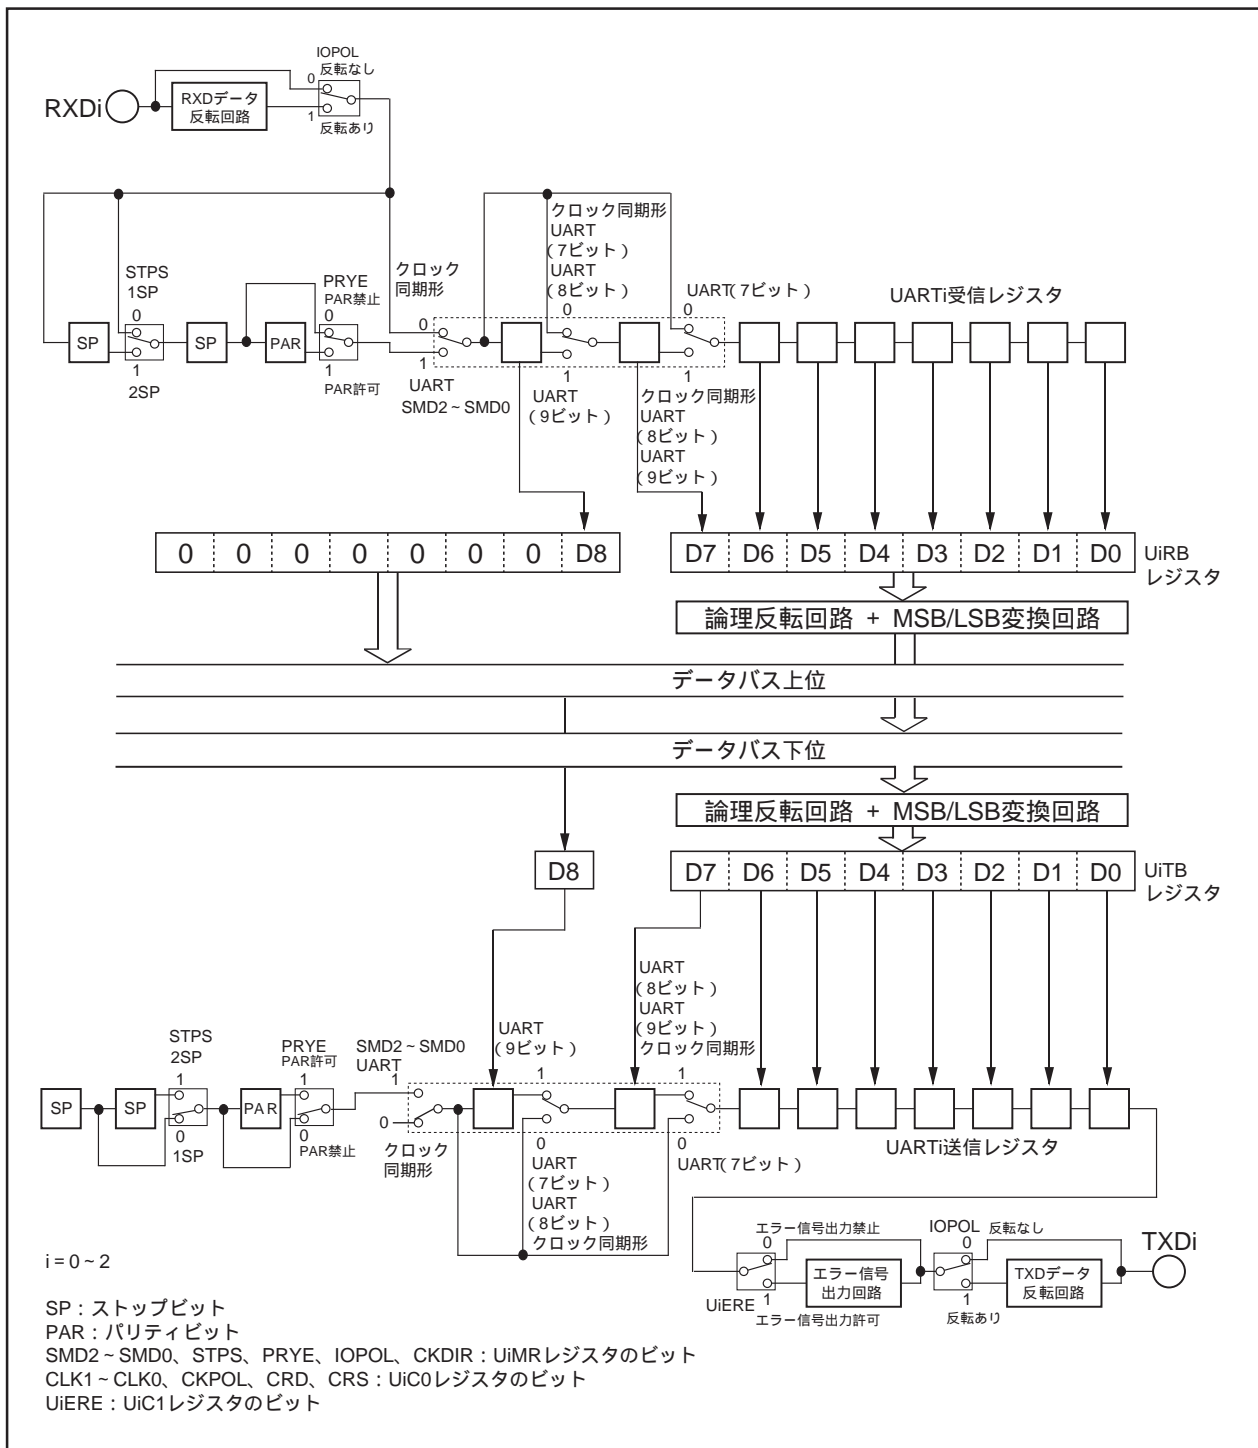 IOPOL
反転なし
0
RXDi
RXDデータ
反転回路
1
反転あり
STPS
1SP
0
SP
1
2SP
SP
PAR
PRYE
PAR禁止
0
1
PAR許可
クロック
同期形
0
1
UART
SMD2~SMD0
クロック同期形
UART
(7ビット)
UART
(8ビット)
0
1
UART
(9ビット)
UART(7ビット)
0
1
クロック同期形
UART
(8ビット)
UART
(9ビット)
UARTi受信レジスタ
0 0 0 0 0 0 0 D8
D7 D6 D5 D4 D3 D2 D1 D0
UiRB
レジスタ
論理反転回路 + MSB/LSB変換回路
データバス上位
データバス下位
論理反転回路 + MSB/LSB変換回路
D8
D7 D6 D5 D4 D3 D2 D1 D0
UiTB
レジスタ
UART
(8ビット)
UART
(9ビット)
クロック同期形
UART
(9ビット)
STPS
2SP
1
SP
SP
0
1SP
PRYE
PAR許可
1
PAR
0
PAR禁止
SMD2~SMD0
UART
1
0
クロック
同期形
1
0
UART
(7ビット)
UART
(8ビット)
クロック同期形
1
0
UART(7ビット)
UARTi送信レジスタ
エラー信号出力禁止
0
エラー信号
出力回路
UiERE
1
エラー信号出力許可
IOPOL 反転なし
0
TXDデータ
反転回路
1
反転あり
TXDi
i = 0 ~ 2
SP:ストップビット
PAR:パリティビット
SMD2~SMD0、STPS、PRYE、IOPOL、CKDIR:UiMRレジスタのビット
CLK1~CLK0、CKPOL、CRD、CRS:UiC0レジスタのビット
UiERE:UiC1レジスタのビット